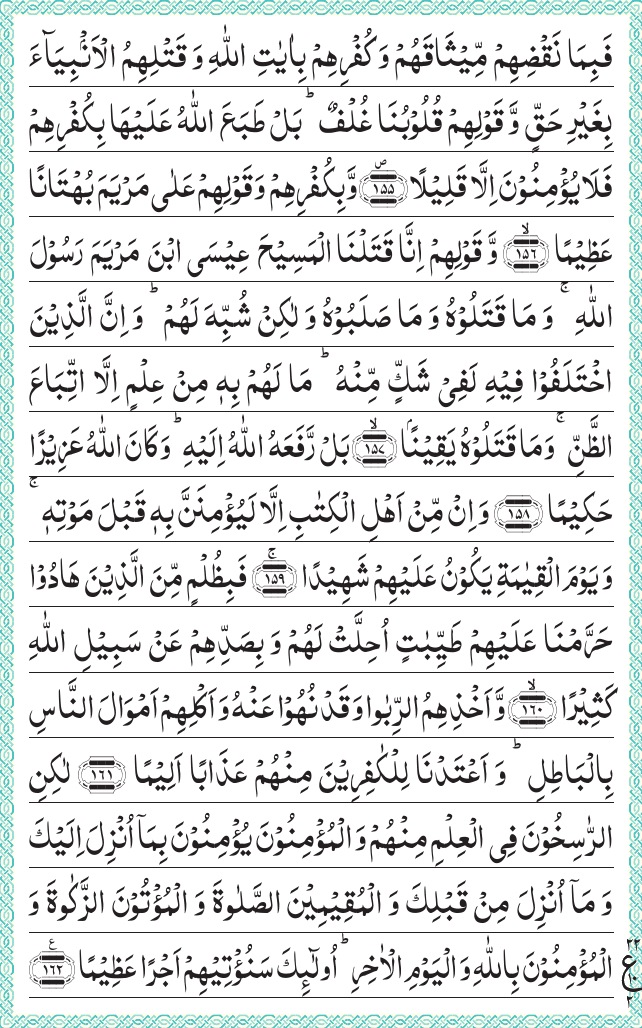 فَبِمَا نَقۡضِهِمۡ مِّيۡثَاقَهُمۡ وَكُفۡرِهِمۡ بِاٰيٰتِ اللّٰهِ وَ قَتۡلِهِمُ الۡاَنۡۢبِيَآءَ
بِغَيۡرِ حَقٍّ وَّ قَوۡلِهِمۡ قُلُوۡبُنَا غُلۡفٌ ؕ بَلۡ طَبَعَ اللّٰهُ عَلَيۡهَا بِكُفۡرِهِمۡ
فَلَا يُؤۡمِنُوۡنَ اِلَّا قَلِيۡلًا ﴿۱۵۵﴾ ص وَّبِكُفۡرِهِمۡ وَقَوۡلِهِمۡ عَلٰى مَرۡيَمَ بُهۡتَانًا
عَظِيۡمًا ﴿۱۵۶﴾ ۙ وَّ قَوۡلِهِمۡ اِنَّا قَتَلۡنَا الۡمَسِيۡحَ عِيۡسَى ابۡنَ مَرۡيَمَ رَسُوۡلَ
اللّٰهِ ۚ وَ مَا قَتَلُوۡهُ وَ مَا صَلَبُوۡهُ وَ لٰكِنۡ شُبِّهَ لَهُمۡ ؕ وَ اِنَّ الَّذِيۡنَ
اخۡتَلَفُوۡا فِيۡهِ لَفِىۡ شَكٍّ مِّنۡهُ ؕ مَا لَهُمۡ بِهٖ مِنۡ عِلۡمٍ اِلَّا اتِّبَاعَ
الظَّنِّ ۚ وَمَا قَتَلُوۡهُ يَقِيۡنًا ﴿۱۵۷﴾ ۙ بَلۡ رَّفَعَهُ اللّٰهُ اِلَيۡهِ ؕ وَكَانَ اللّٰهُ عَزِيۡزًا
حَكِيۡمًا ﴿۱۵۸﴾ وَ اِنۡ مِّنۡ اَهۡلِ الۡكِتٰبِ اِلَّا لَيُؤۡمِنَنَّ بِهٖ قَبۡلَ مَوۡتِهٖ ۚ
وَ يَوۡمَ الۡقِيٰمَةِ يَكُوۡنُ عَلَيۡهِمۡ شَهِيۡدًا ﴿۱۵۹﴾ ۚ فَبِظُلۡمٍ مِّنَ الَّذِيۡنَ هَادُوۡا
حَرَّمۡنَا عَلَيۡهِمۡ طَيِّبٰتٍ اُحِلَّتۡ لَهُمۡ وَ بِصَدِّهِمۡ عَنۡ سَبِيۡلِ اللّٰهِ
كَثِيۡرًا ﴿۱۶۰﴾ ۙ وَّ اَخۡذِهِمُ الرِّبٰوا وَ قَدۡ نُهُوۡا عَنۡهُ وَ اَكۡلِهِمۡ اَمۡوَالَ النَّاسِ
بِالۡبَاطِلِ ؕ وَ اَعۡتَدۡنَا لِلۡكٰفِرِيۡنَ مِنۡهُمۡ عَذَابًا اَلِيۡمًا ﴿۱۶۱﴾ لٰكِنِ
الرّٰسِخُوۡنَ فِى الۡعِلۡمِ مِنۡهُمۡ وَ الۡمُؤۡمِنُوۡنَ يُؤۡمِنُوۡنَ بِمَاۤ اُنۡزِلَ اِلَيۡكَ
وَ مَاۤ اُنۡزِلَ مِنۡ قَبۡلِكَ وَ الۡمُقِيۡمِيۡنَ الصَّلٰوةَ وَ الۡمُؤۡتُوۡنَ الزَّكٰوةَ وَ
الۡمُؤۡمِنُوۡنَ بِاللّٰهِ وَ الۡيَوۡمِ الۡاٰخِرِ ؕ اُولٰٓئِكَ سَنُؤۡتِيۡهِمۡ اَجۡرًا عَظِيۡمًا ﴿۱۶۲﴾ ع
۲۲
ع